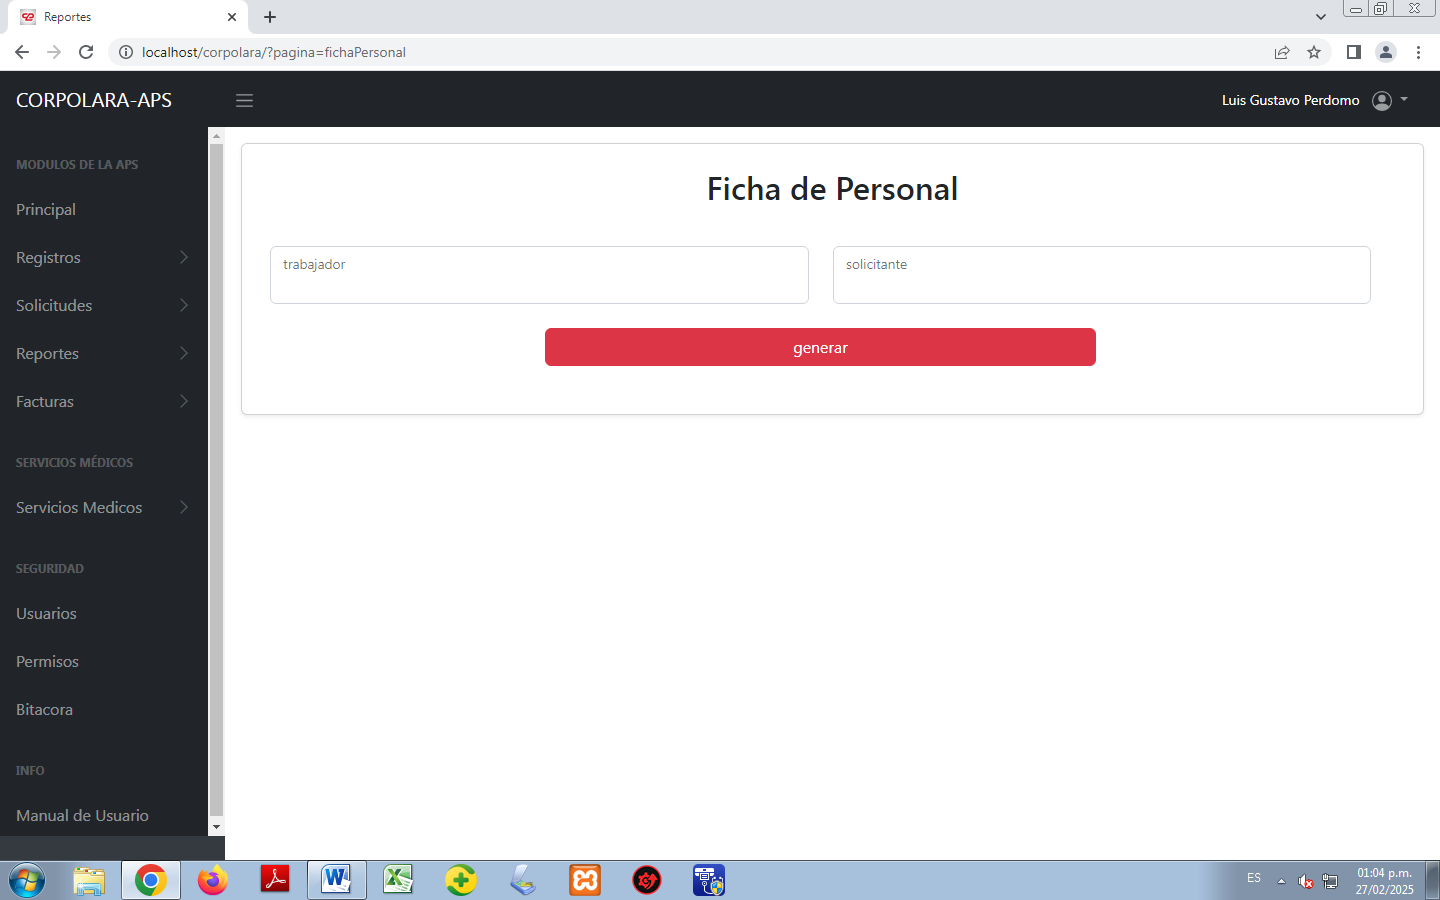 Reportes
localhost/corpolara/?pagina=fichaPersonal
CORPOLARA-APS
Luis Gustavo Perdomo
MODULOS DE LA APS
Principal
Registros
Solicitudes
Reportes
Facturas
SERVICIOS MÉDICOS
Servicios Medicos
SEGURIDAD
Usuarios
Permisos
Bitacora
INFO
Manual de Usuario
Ficha de Personal
trabajador
solicitante
generar
ES
01:04 p.m.
27/02/2025